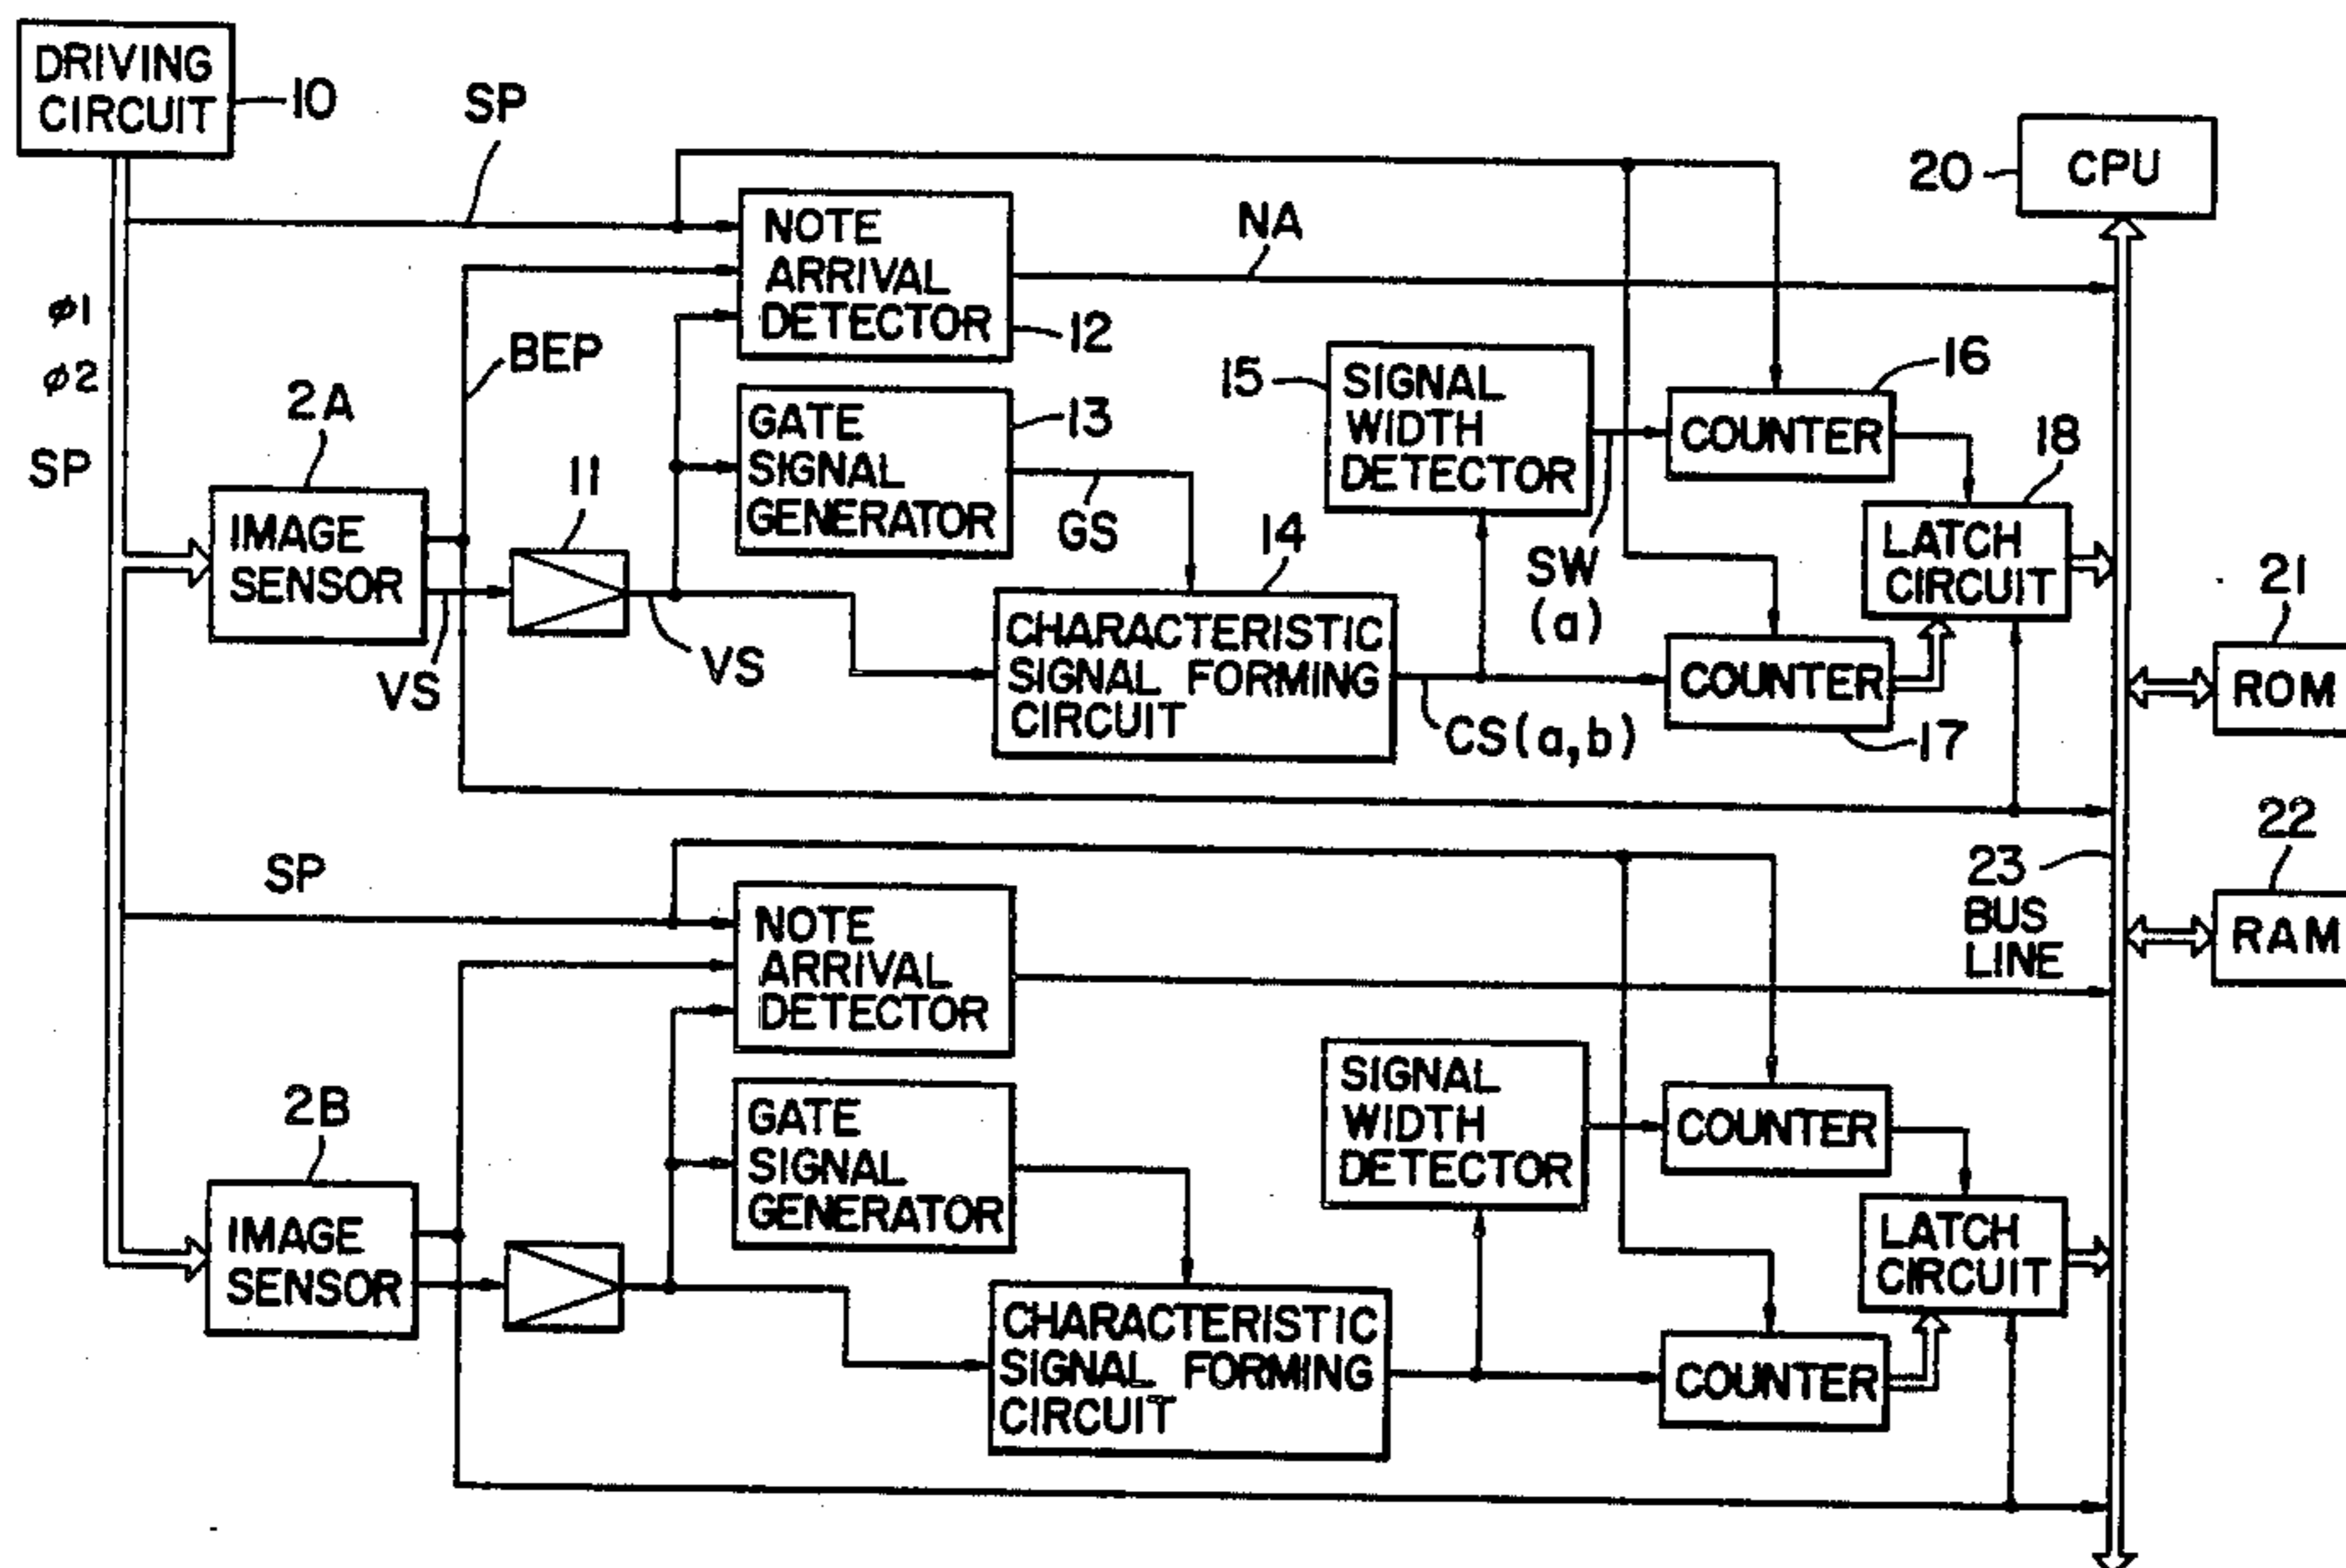 DRIVING
CIRCUIT
10
SP
φ1
φ2
SP
NOTE
ARRIVAL
DETECTOR
12
NA
20
CPU
BEP
2A
IMAGE
SENSOR
11
VS
VS
GATE
SIGNAL
GENERATOR
13
GS
14
CHARACTERISTIC
SIGNAL FORMING
CIRCUIT
15
SIGNAL
WIDTH
DETECTOR
SW
(a)
CS(a,b)
16
COUNTER
COUNTER
17
18
LATCH
CIRCUIT
21
ROM
22
RAM
23
BUS
LINE
SP
NOTE
ARRIVAL
DETECTOR
2B
IMAGE
SENSOR
GATE
SIGNAL
GENERATOR
CHARACTERISTIC
SIGNAL FORMING
CIRCUIT
SIGNAL
WIDTH
DETECTOR
COUNTER
COUNTER
LATCH
CIRCUIT